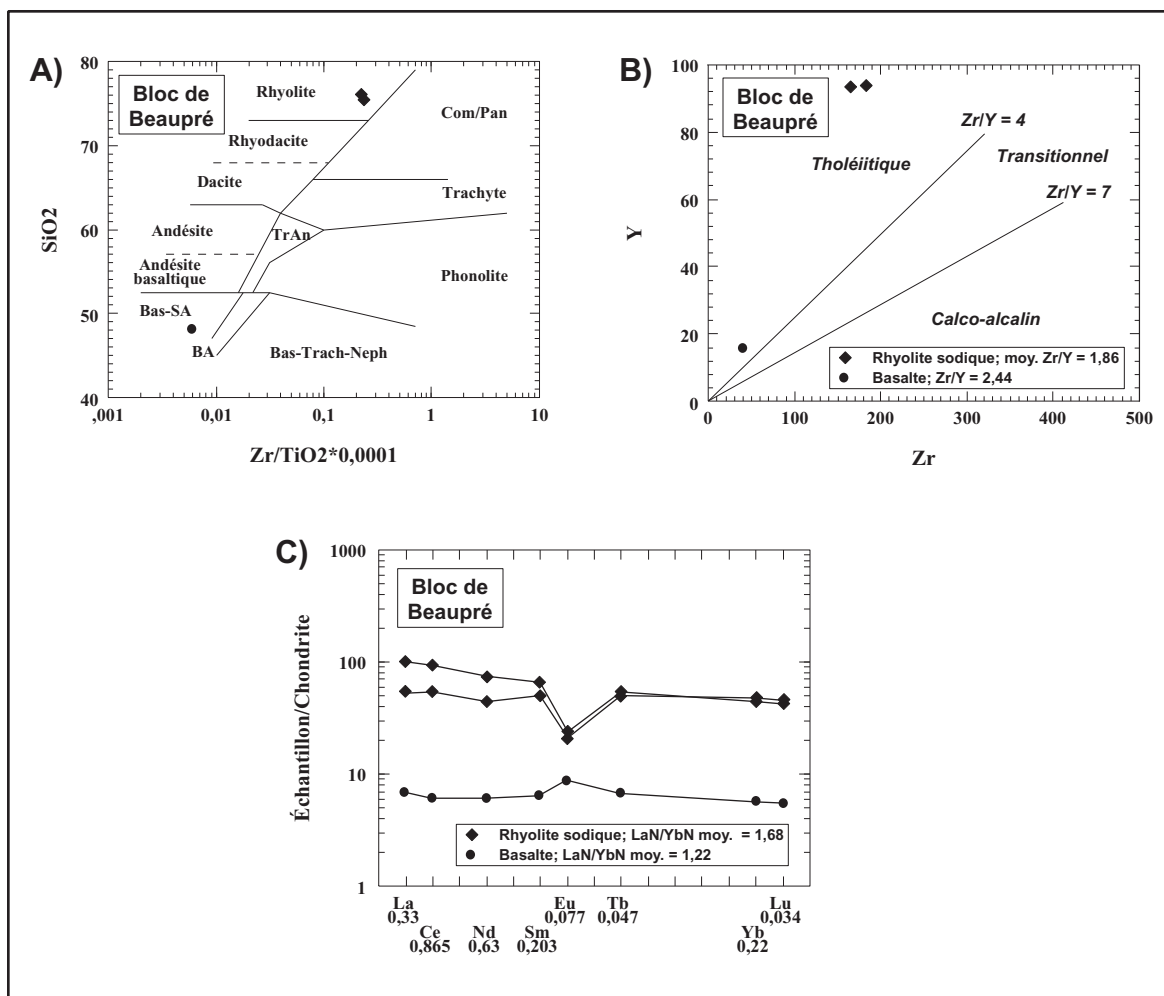 A)
Bloc de
Beaupré
80
70
60
50
40
SiO2
Rhyolite
Com/Pan
Rhyodacite
Dacite
Trachyte
Andésite
TrAn
Andésite
basaltique
Phonolite
Bas-SA
BA
Bas-Trach-Neph
,001
0,01
0,1
1
10
Zr/TiO2*0,0001
B)
Bloc de
Beaupré
100
80
60
40
20
0
Y
Zr/Y = 4
Tholéiitique
Transitionnel
Zr/Y = 7
Calco-alcalin
Rhyolite sodique; moy. Zr/Y = 1,86
Basalte; Zr/Y = 2,44
0
100
200
300
400
500
Zr
C)
Bloc de
Beaupré
1000
100
10
1
Échantillon/Chondrite
Rhyolite sodique; LaN/YbN moy. = 1,68
Basalte; LaN/YbN moy. = 1,22
La
0,33
Ce
0,865
Nd
0,63
Sm
0,203
Eu
0,077
Tb
0,047
Yb
0,22
Lu
0,034